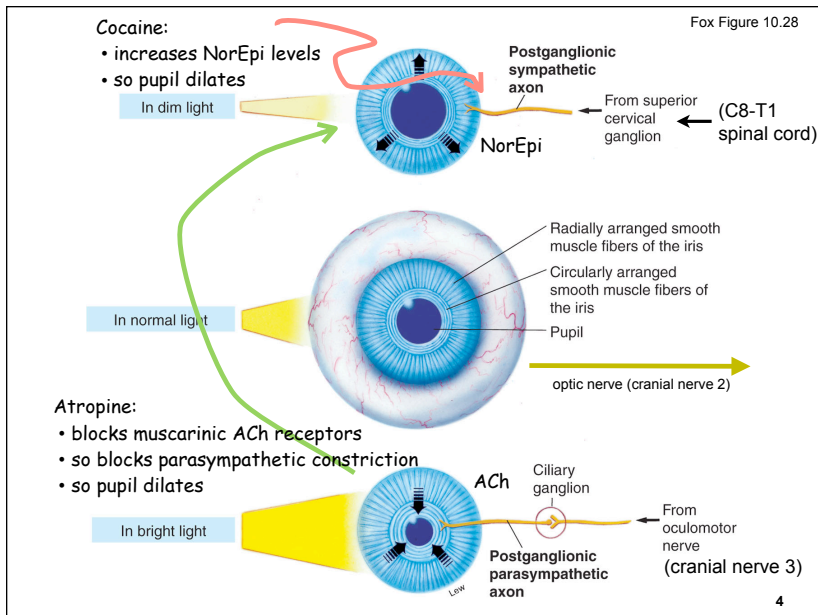 Fox Figure 10.28
Cocaine:
• increases NorEpi levels
• so pupil dilates
In dim light
Postganglionic
sympathetic
axon
From superior
cervical
ganglion
(C8-T1
spinal cord)
NorEpi
Radially arranged smooth
muscle fibers of the iris
Circularly arranged
smooth muscle fibers of
the iris
Pupil
In normal light
optic nerve (cranial nerve 2)
Atropine:
• blocks muscarinic ACh receptors
• so blocks parasympathetic constriction
• so pupil dilates
In bright light
ACh
Ciliary
ganglion
From
oculomotor
nerve
(cranial nerve 3)
Postganglionic
parasympathetic
axon
Lew
4